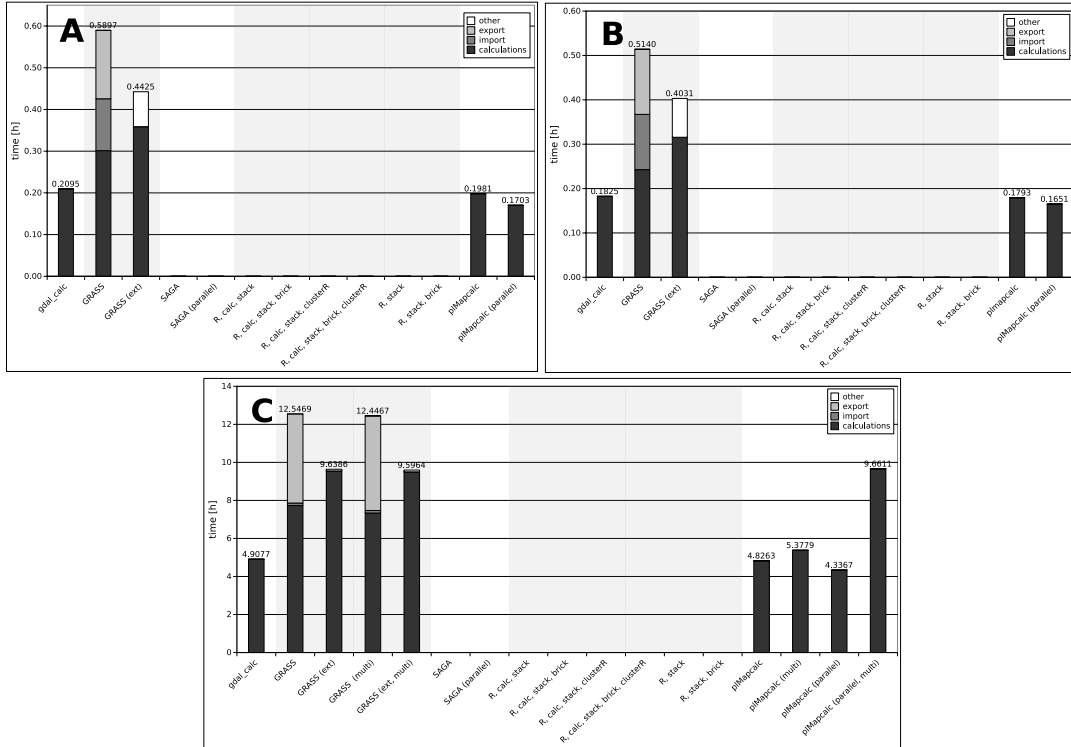 A
0.60
0.50
0.40
0.30
0.20
0.10
0.00
time [h]
0.2095
0.5897
0.4425
0.1981
0.1703
other
export
import
calculations
gdal_calc
GRASS
GRASS (ext)
SAGA
SAGA (parallel)
R, calc, stack
R, calc, stack, brick
R, calc, stack, clusterR
R, calc, stack, brick, clusterR
R, stack
R, stack, brick
plMapcalc
plMapcalc (parallel)
B
0.60
0.50
0.40
0.30
0.20
0.10
0.00
time [h]
0.1825
0.5140
0.4031
0.1793
0.1651
other
export
import
calculations
gdal_calc
GRASS
GRASS (ext)
SAGA
SAGA (parallel)
R, calc, stack
R, calc, stack, brick
R, calc, stack, clusterR
R, calc, stack, brick, clusterR
R, stack
R, stack, brick
plmapcalc
plMapcalc (parallel)
C
14
12
10
8
6
4
2
0
time [h]
4.9077
12.5469
9.6386
12.4467
9.5964
4.8263
5.3779
4.3367
9.6611
other
export
import
calculations
gdal_calc
GRASS
GRASS (ext)
GRASS (multi)
GRASS (ext, multi)
SAGA
SAGA (parallel)
R, calc, stack
R, calc, stack, brick
R, calc, stack, clusterR
R, calc, stack, brick, clusterR
R, stack
R, stack, brick
plMapcalc
plMapcalc (multi)
plMapcalc (parallel)
plMapcalc (parallel, multi)